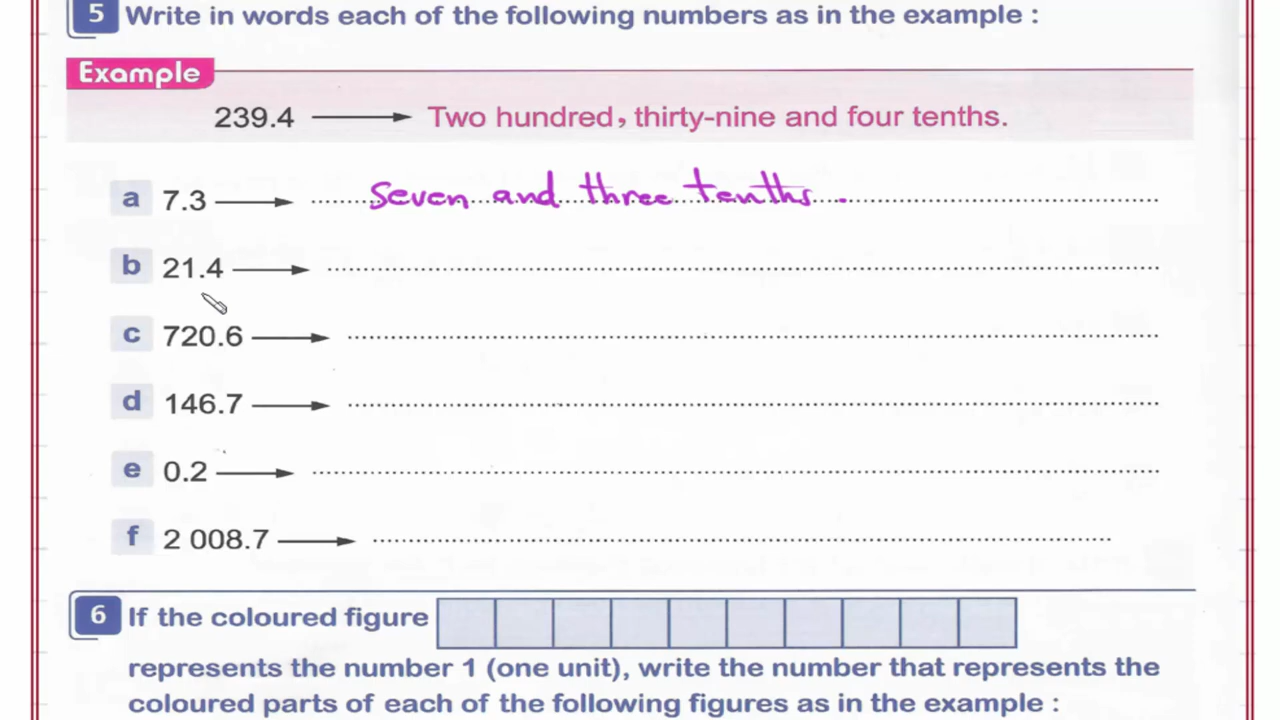 5 Write in words each of the following numbers as in the example :
Example
239.4 → Two hundred, thirty-nine and four tenths.
a 7.3 → seven and three tenths.
b 21.4 →
c 720.6 →
d 146.7 →
e 0.2 →
f 2 008.7 →
6 If the coloured figure
represents the number 1 (one unit), write the number that represents the
coloured parts of each of the following figures as in the example :